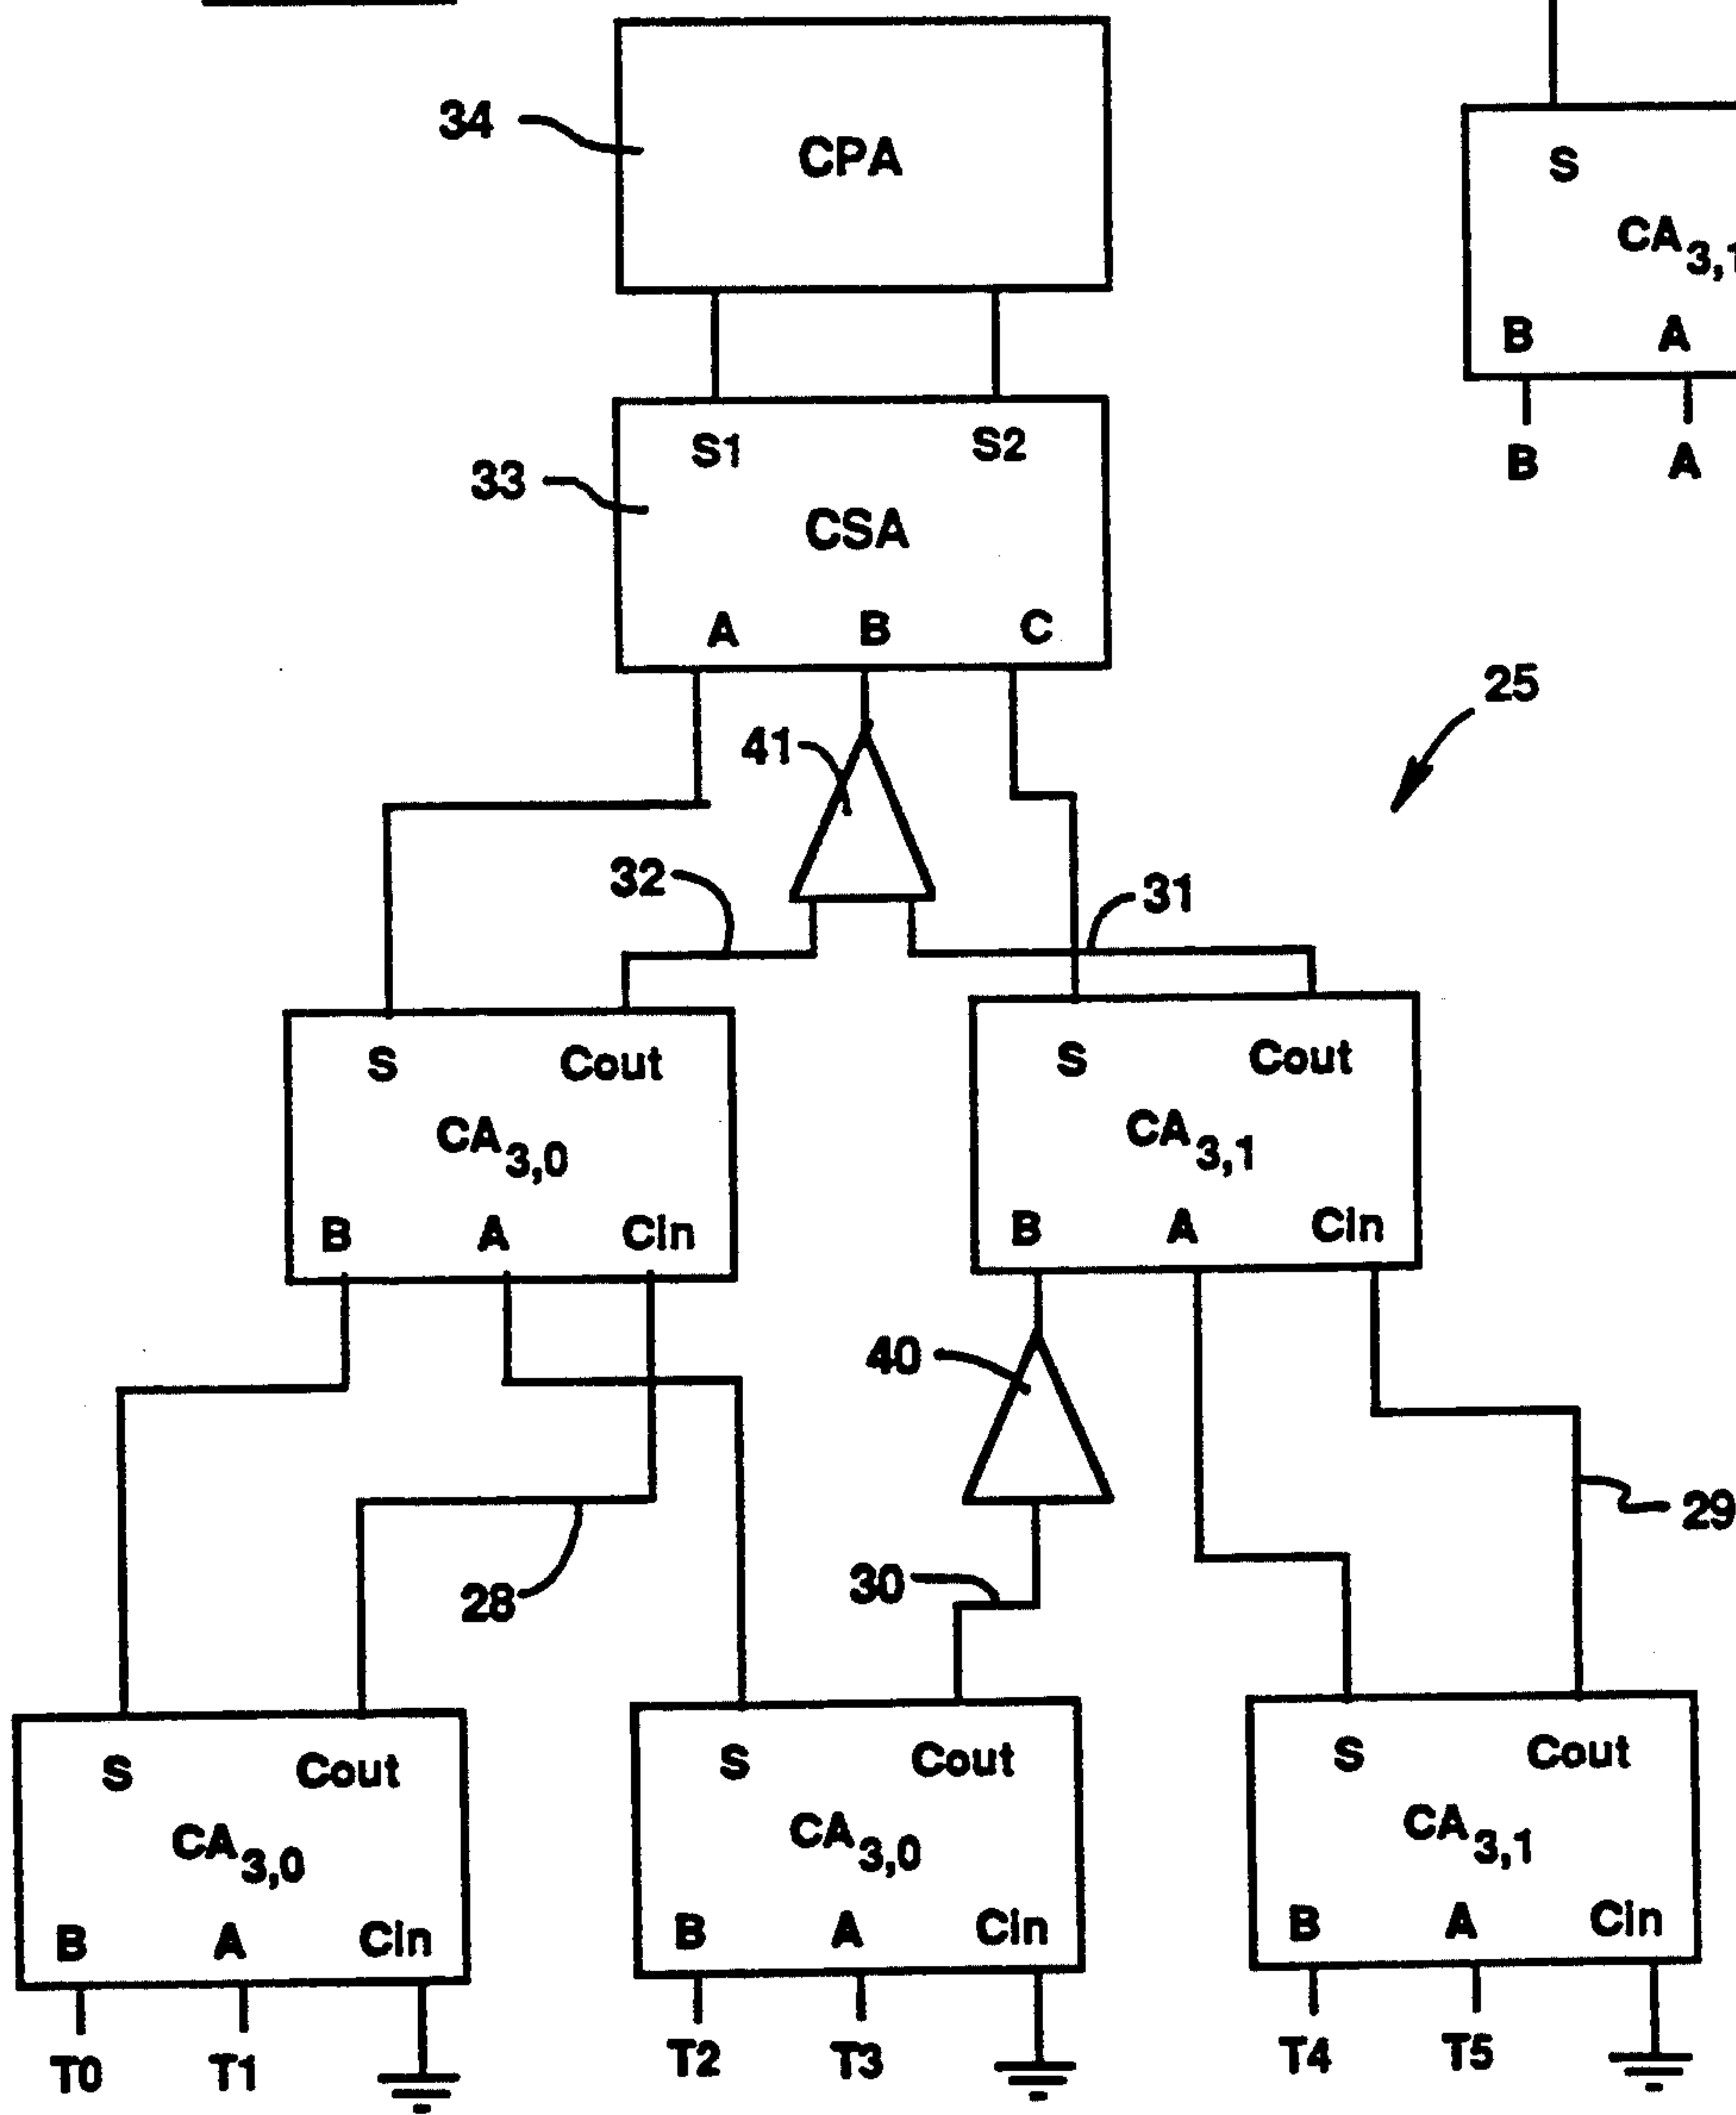 34
CPA
S
CA3,1
B A
B A
S1 S2
33
CSA
A B C
25
41
32
31
S Cout
CA3,0
B A Cin
S Cout
CA3,1
B A Cin
40
29
28
30
S Cout
CA3,0
B A Cin
T0 T1
S Cout
CA3,0
B A Cin
T2 T3
S Cout
CA3,1
B A Cin
T4 T5